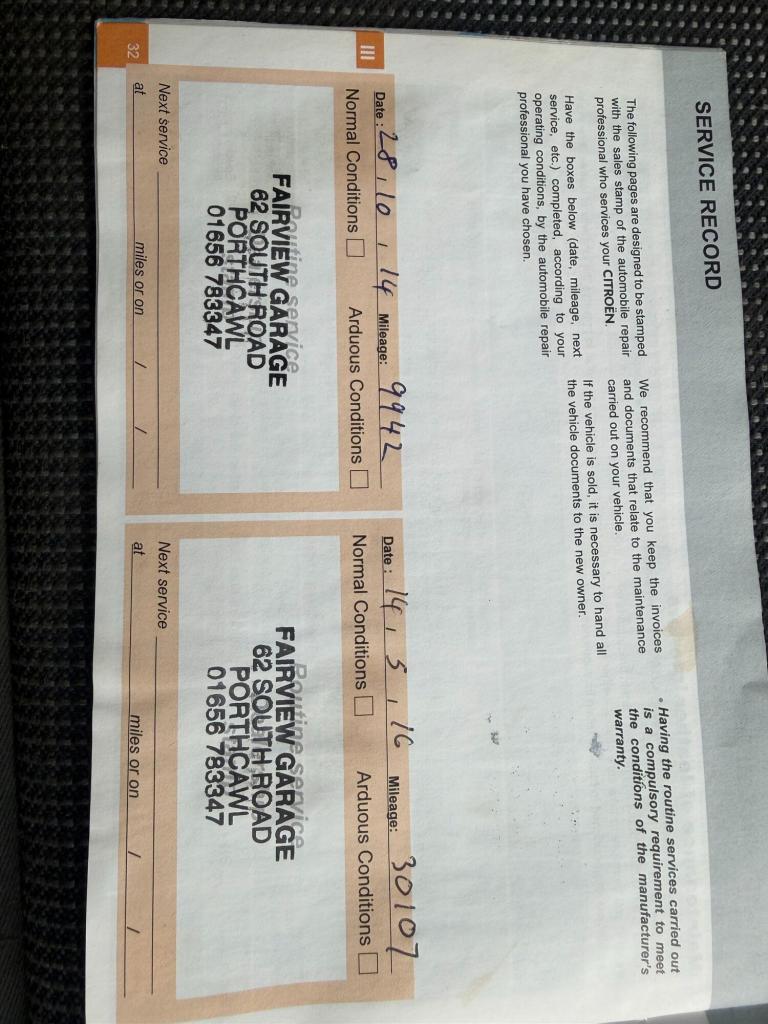 SERVICE RECORD
The following pages are designed to be stamped
with the sales stamp of the automobile repair
professional who services your CITROËN.
Have the boxes below (date, mileage, next
service, etc.) completed, according to your
operating conditions, by the automobile repair
professional you have chosen.
We recommend that you keep the invoices
and documents that relate to the maintenance
carried out on your vehicle.
If the vehicle is sold, it is necessary to hand all
the vehicle documents to the new owner.
• Having the routine services carried out
is a compulsory requirement to meet
the conditions of the manufacturer's
warranty.
III
Date : 28 , 10 , 14 Mileage: 9942
Normal Conditions Arduous Conditions
Routine service
FAIRVIEW GARAGE
62 SOUTH ROAD
PORTHCAWL
01656 783347
Next service
at miles or on / /
Date : 14 , 5 , 16 Mileage: 30107
Normal Conditions Arduous Conditions
Routine service
FAIRVIEW GARAGE
62 SOUTH ROAD
PORTHCAWL
01656 783347
Next service
at miles or on / /
32